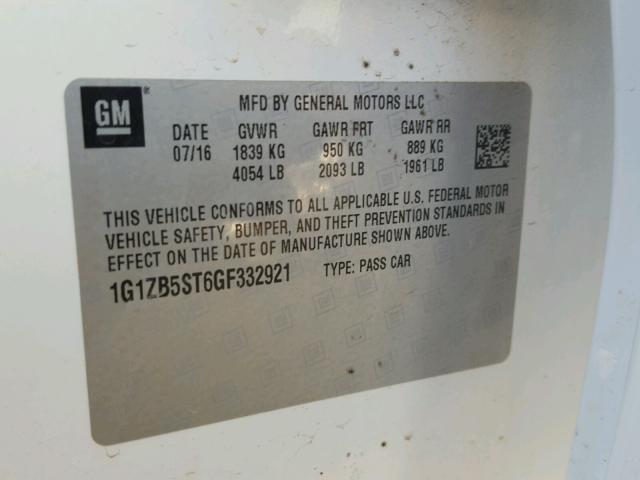 GM
MFD BY GENERAL MOTORS LLC
DATE GVWR GAWR FRT GAWR RR
07/16 1839 KG 950 KG 889 KG
4054 LB 2093 LB 1961 LB
THIS VEHICLE CONFORMS TO ALL APPLICABLE U.S. FEDERAL MOTOR
VEHICLE SAFETY, BUMPER, AND THEFT PREVENTION STANDARDS IN
EFFECT ON THE DATE OF MANUFACTURE SHOWN ABOVE.
1G1ZB5ST6GF332921 TYPE: PASS CAR